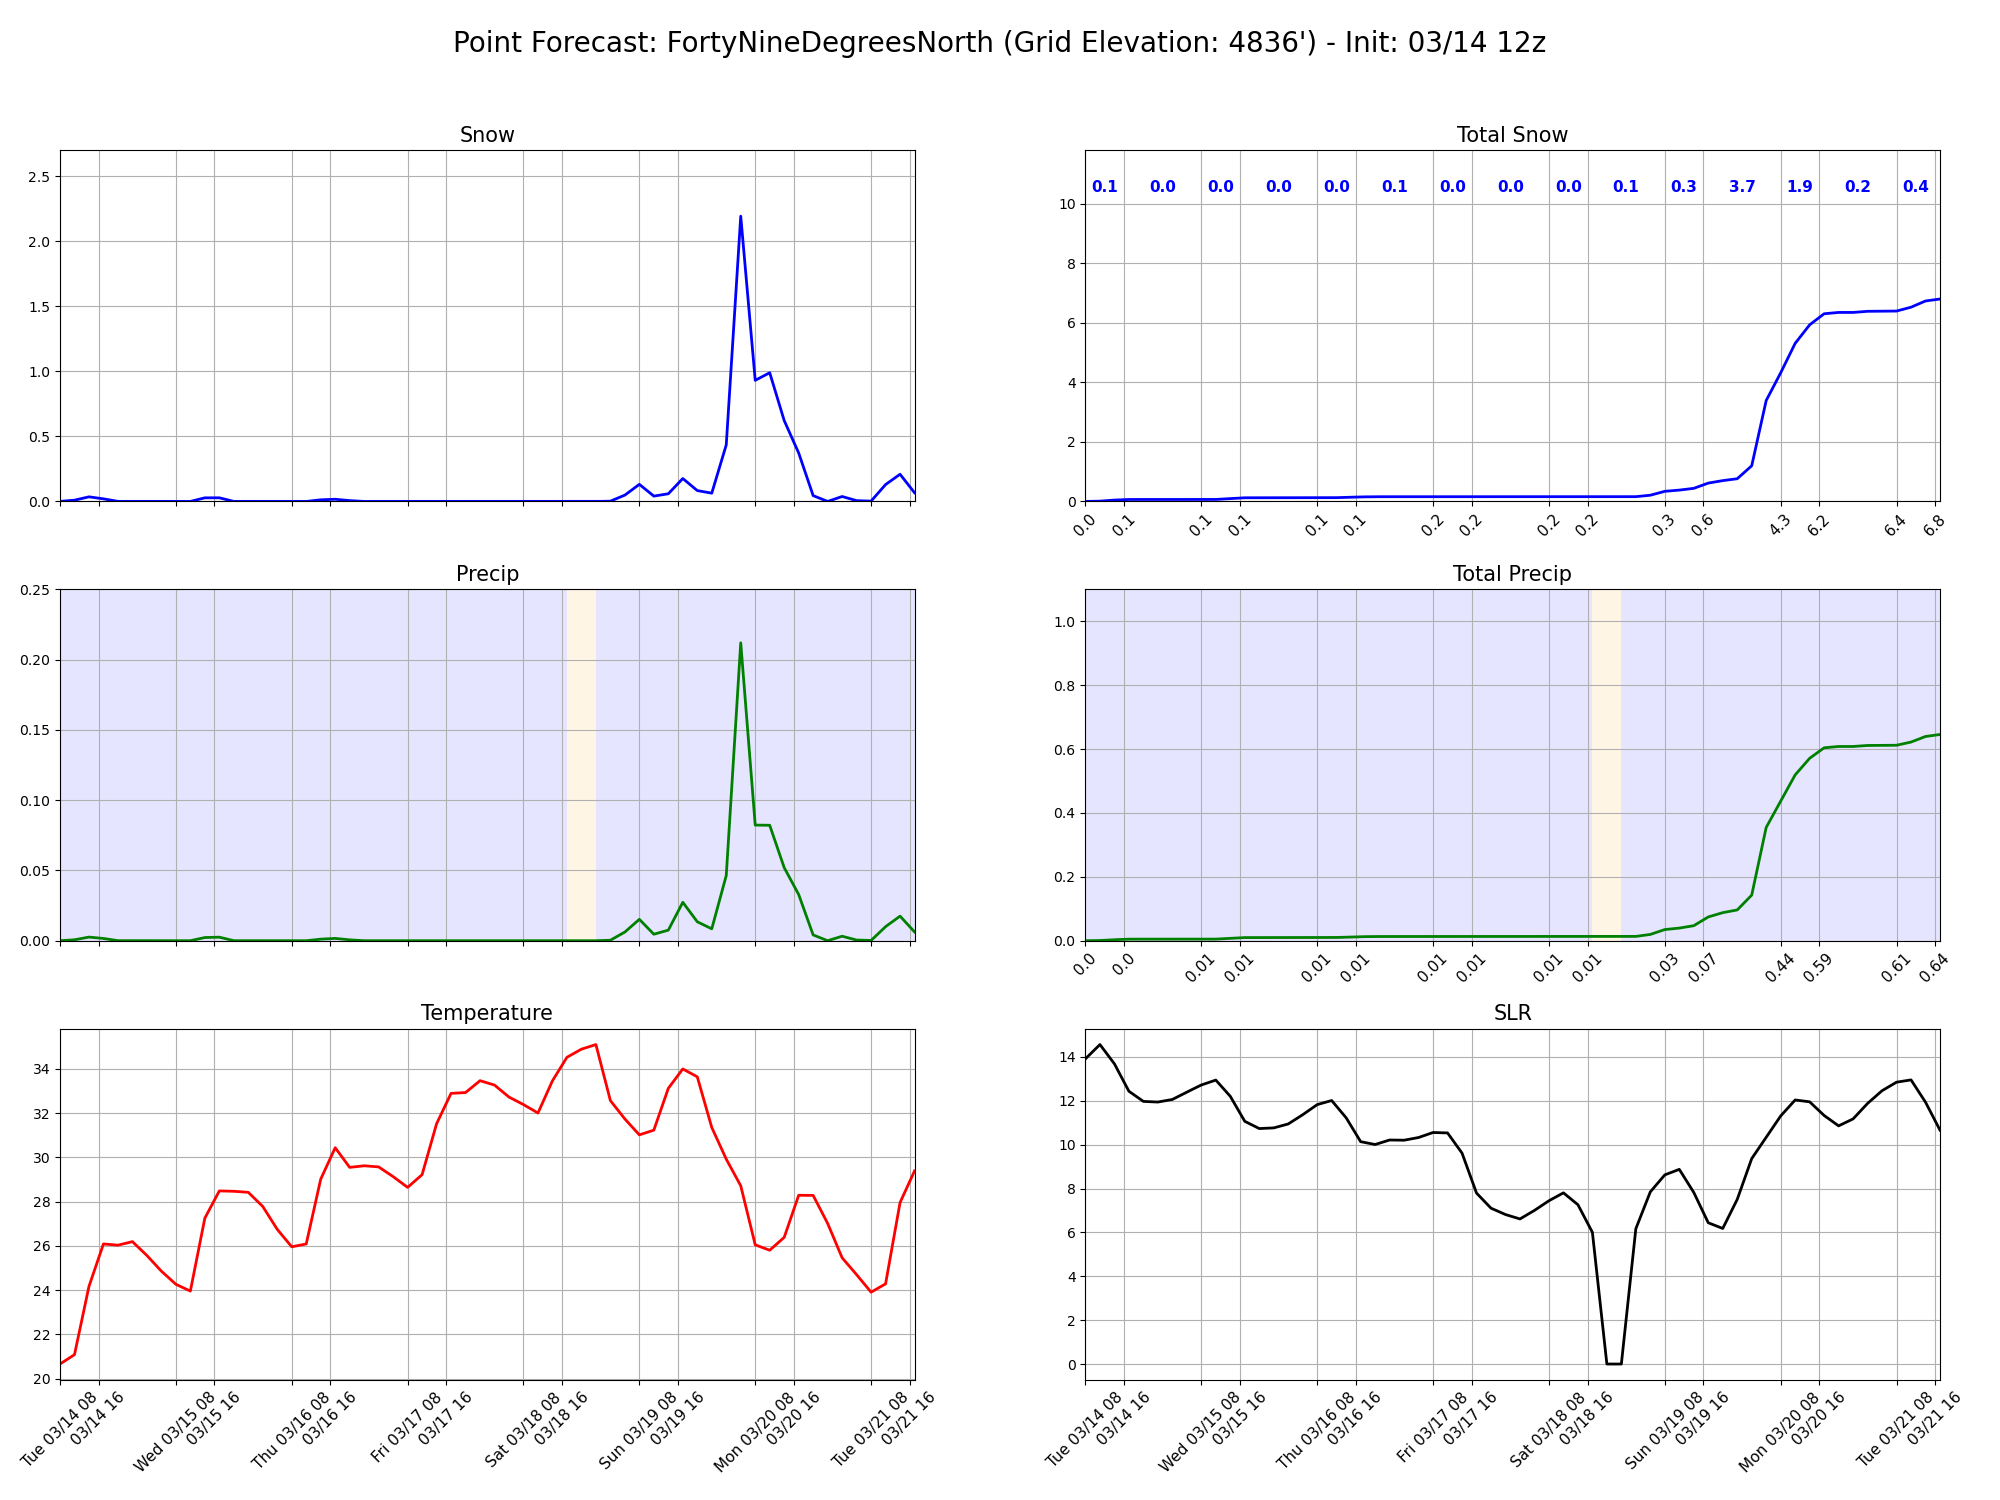 Point Forecast: FortyNineDegreesNorth (Grid Elevation: 4836') - Init: 03/14 12z
Snow
2.5
2.0
1.5
1.0
0.5
0.0
Total Snow
0.1 0.0 0.0 0.0 0.0 0.1 0.0 0.0 0.0 0.1 0.3 3.7 1.9 0.2 0.4
10
8
6
4
2
0
0.0 0.1 0.1 0.1 0.1 0.1 0.2 0.2 0.2 0.2 0.3 0.6 4.3 6.2 6.4 6.8
Precip
0.25
0.20
0.15
0.10
0.05
0.00
Total Precip
1.0
0.8
0.6
0.4
0.2
0.0
0.0 0.0 0.01 0.01 0.01 0.01 0.01 0.01 0.01 0.01 0.03 0.07 0.44 0.59 0.61 0.64
Temperature
34
32
30
28
26
24
22
20
Tue 03/14 08
03/14 16
Wed 03/15 08
03/15 16
Thu 03/16 08
03/16 16
Fri 03/17 08
03/17 16
Sat 03/18 08
03/18 16
Sun 03/19 08
03/19 16
Mon 03/20 08
03/20 16
Tue 03/21 08
03/21 16
SLR
14
12
10
8
6
4
2
0
Tue 03/14 08
03/14 16
Wed 03/15 08
03/15 16
Thu 03/16 08
03/16 16
Fri 03/17 08
03/17 16
Sat 03/18 08
03/18 16
Sun 03/19 08
03/19 16
Mon 03/20 08
03/20 16
Tue 03/21 08
03/21 16